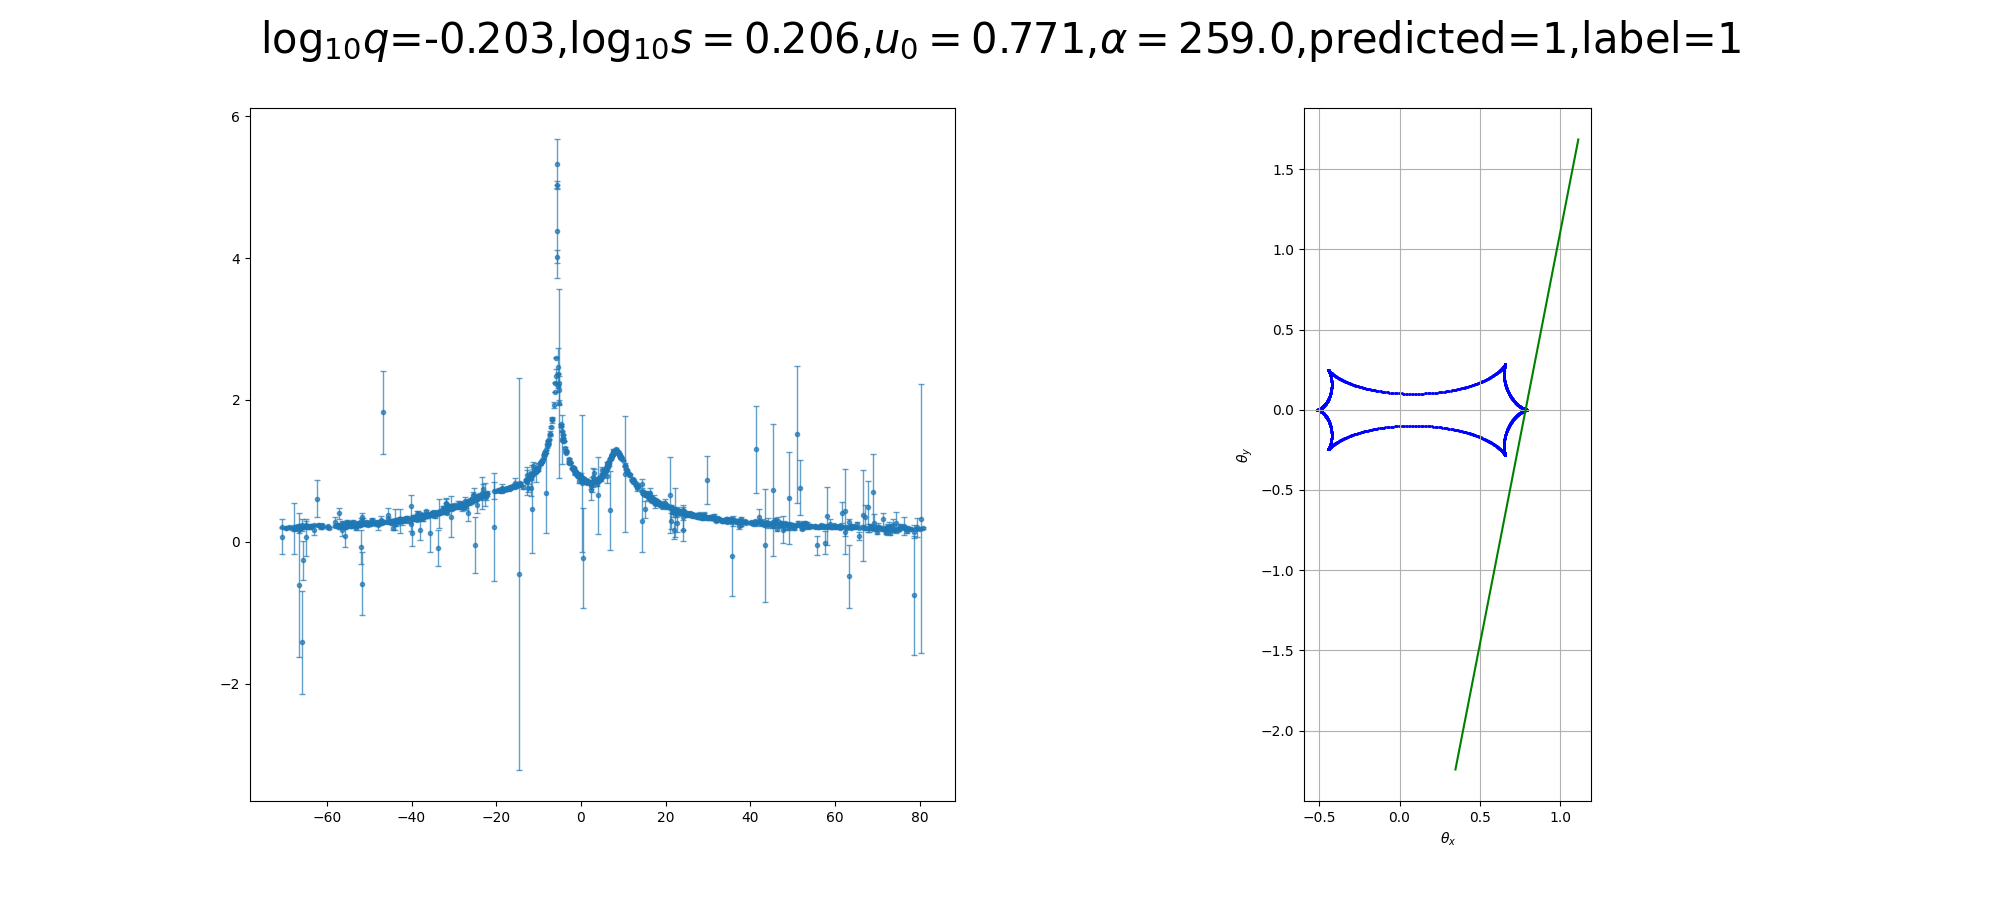 log₁₀q=-0.203,log₁₀s = 0.206,u₀ = 0.771,α = 259.0,predicted=1,label=1
6
4
2
0
−2
−60 −40 −20 0 20 40 60 80
1.5
1.0
0.5
0.0
−0.5
−1.0
−1.5
−2.0
θy
−0.5 0.0 0.5 1.0
θx